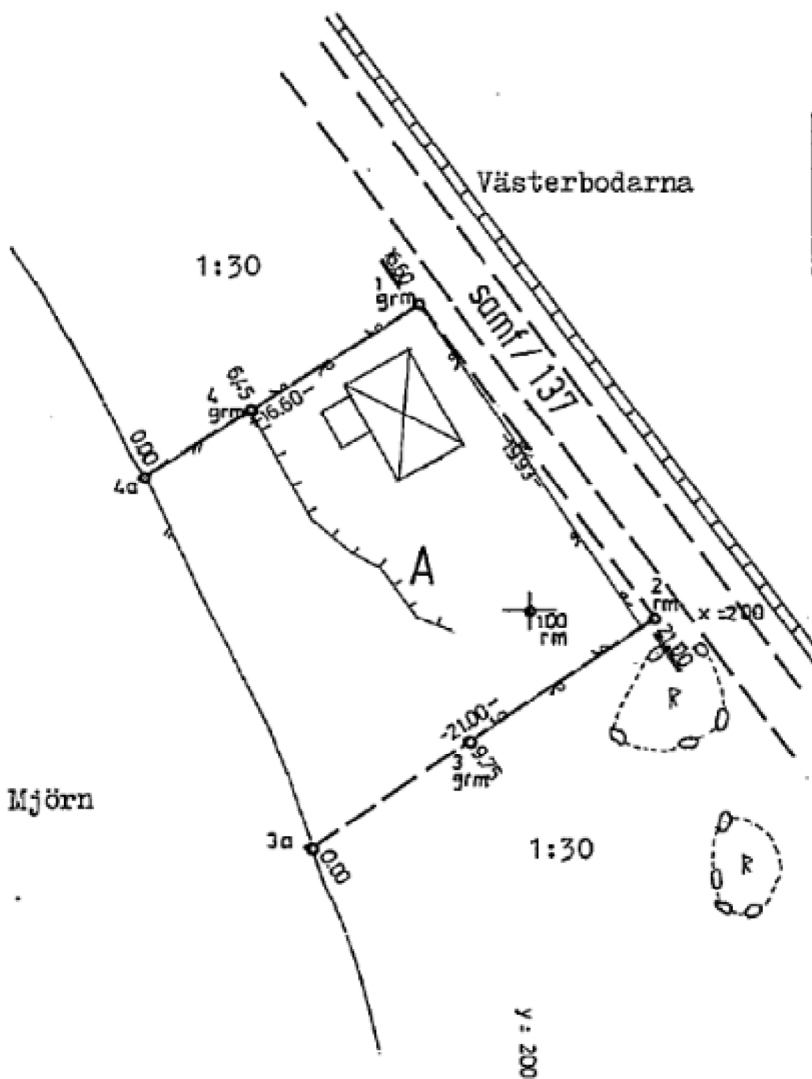 Västerbodarna
1:30
16.60
1
grm
samf / 137
6.45
4
grm
-16.60-
0.00
4a
-19.93-
A
2
rm
x = 200
100
rm
21.00
R
-21.00-
9.75
3
grm
Mjörn
3a
0.00
1:30
R
y = 200